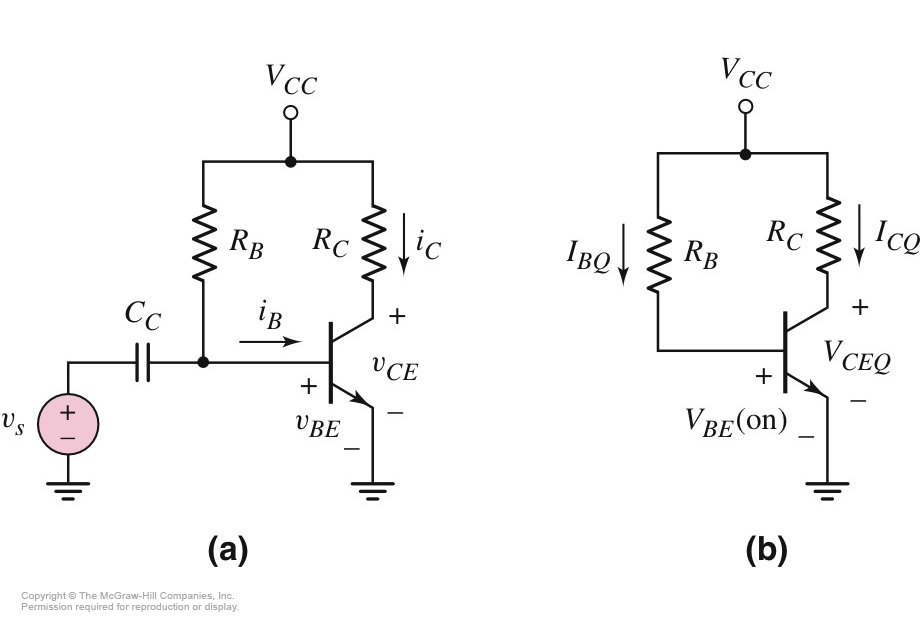 V_CC
R_B
R_C
i_C
C_C
i_B
+
v_CE
+
−
v_BE
−
v_s
+
−
(a)
V_CC
I_BQ
R_B
R_C
I_CQ
+
V_CEQ
+
−
V_BE(on)
−
(b)
Copyright © The McGraw-Hill Companies, Inc.
Permission required for reproduction or display.